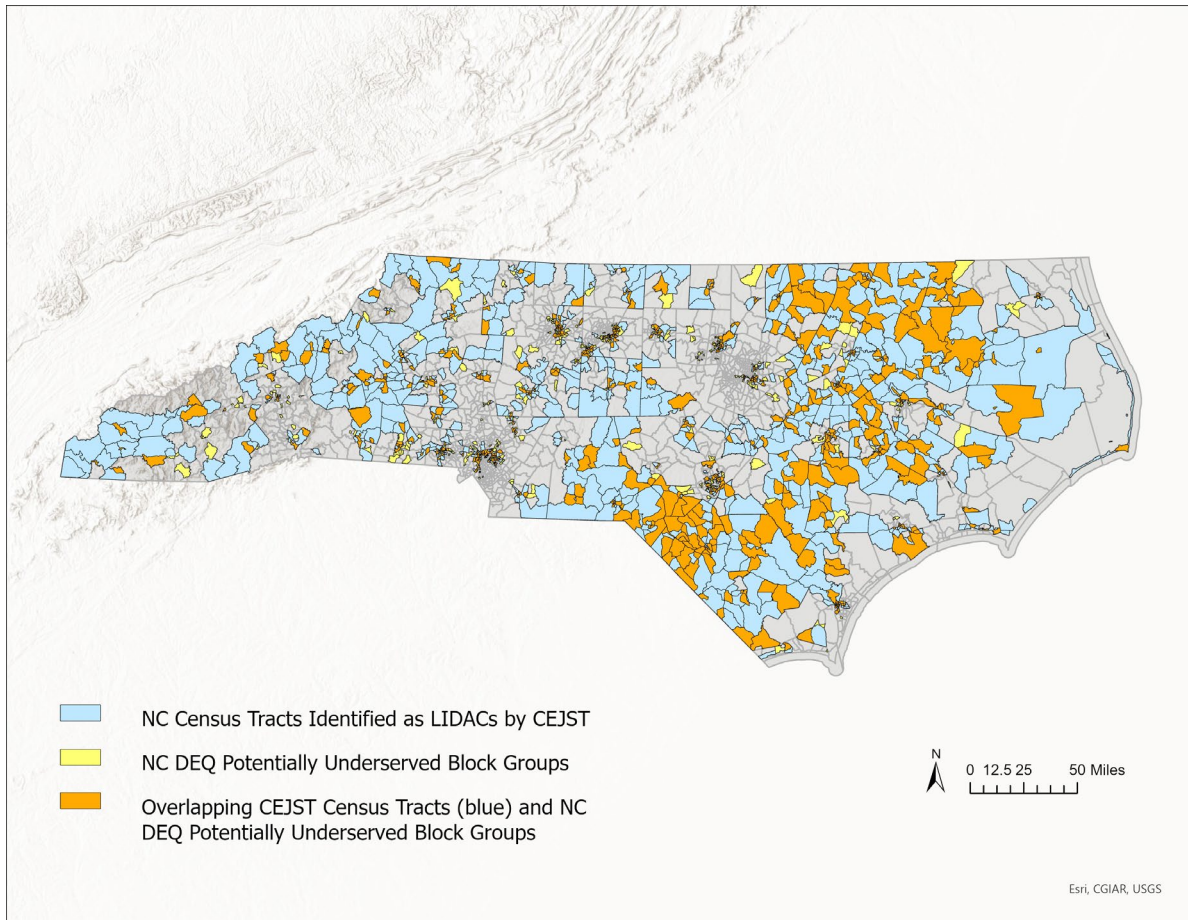 NC Census Tracts Identified as LIDACs by CEJST
NC DEQ Potentially Underserved Block Groups
Overlapping CEJST Census Tracts (blue) and NC
DEQ Potentially Underserved Block Groups
N
0 12.5 25 50 Miles
Esri, CGIAR, USGS